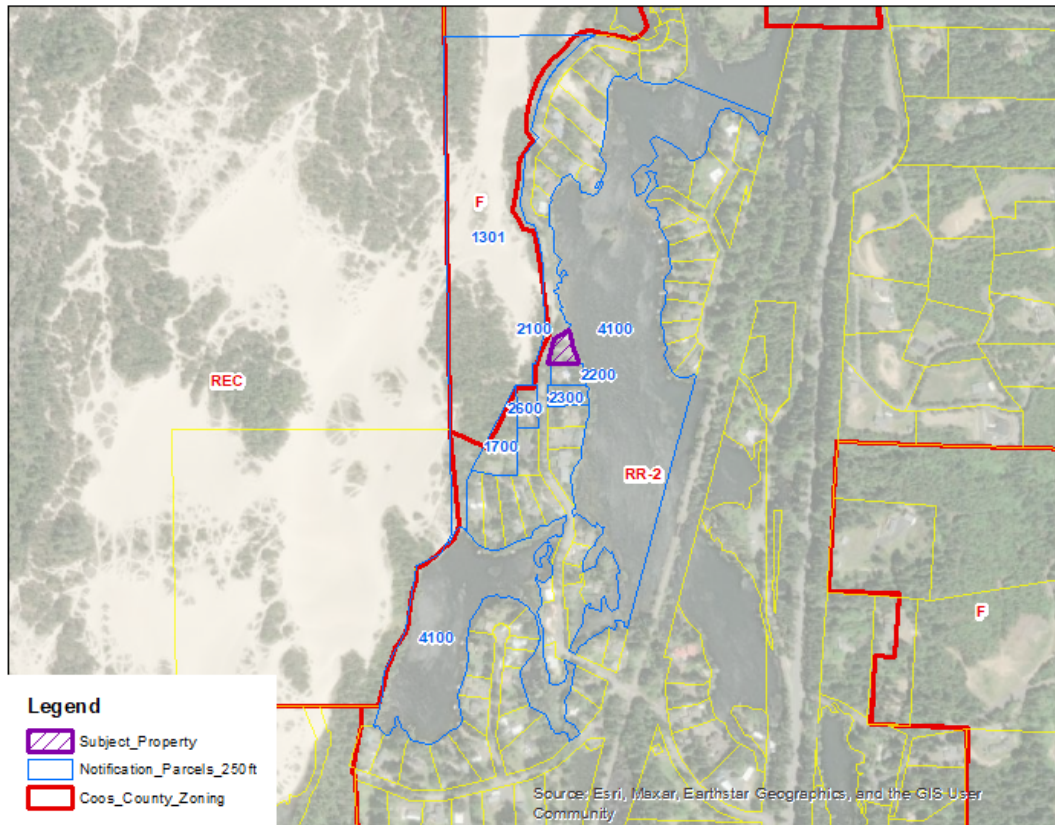 F
1301
2100
4100
REC
2200
2300
2600
1700
RR-2
4100
F
Legend
Subject_Property
Notification_Parcels_250ft
Coos_County_Zoning
Source: Esri, Maxar, Earthstar Geographics, and the GIS User
Community